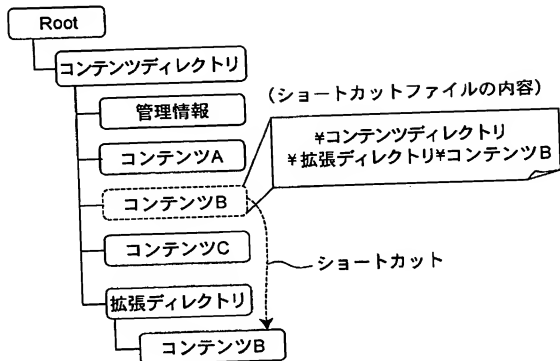 Root
コンテンツディレクトリ
管理情報
コンテンツA
コンテンツB
コンテンツC
拡張ディレクトリ
コンテンツB
(ショートカットファイルの内容)
¥コンテンツディレクトリ
¥拡張ディレクトリ¥コンテンツB
ショートカット